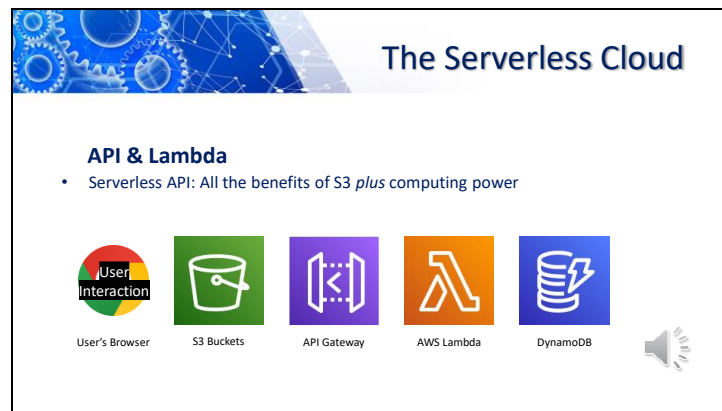 The Serverless Cloud
API & Lambda
• Serverless API: All the benefits of S3 plus computing power
User
Interaction
User's Browser
S3 Buckets
API Gateway
AWS Lambda
DynamoDB